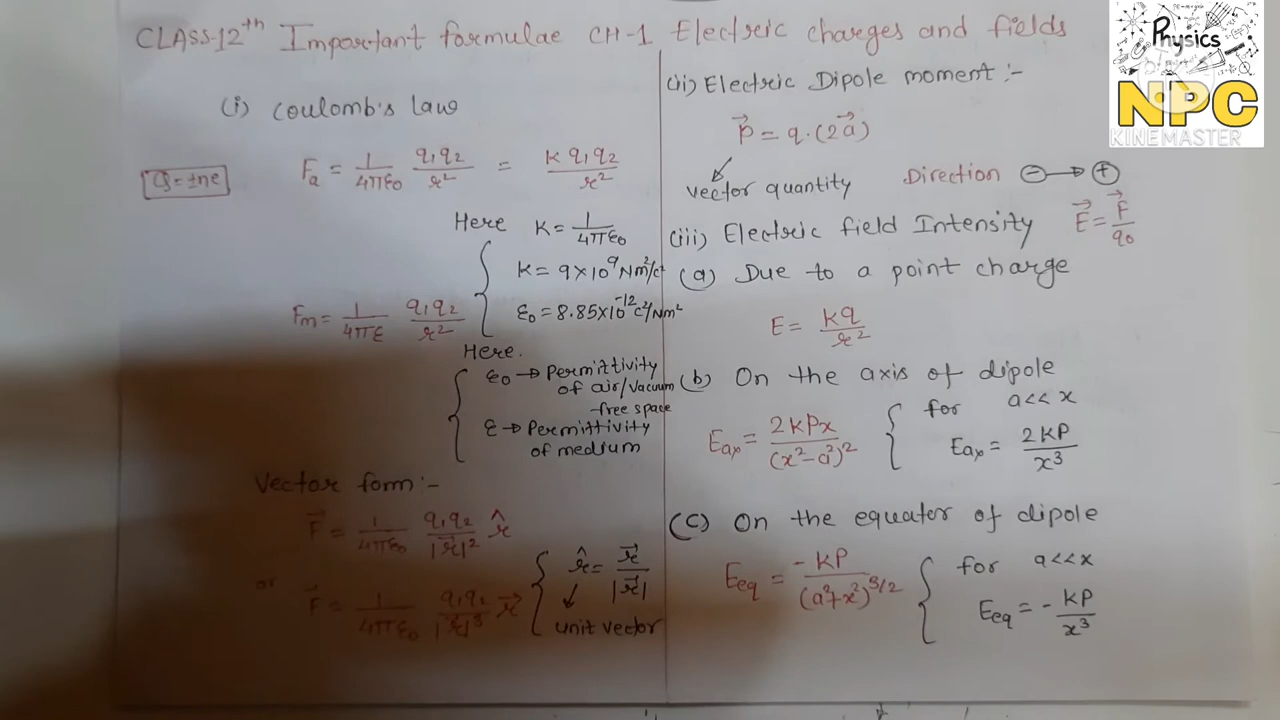 CLASS-12th Important formulae CH-1 Electric charges and fields
(i) Coulomb's law
Q=±ne
Fa = 1/4πε0 q1q2/r² = K q1q2/r²
Here K = 1/4πε0
K = 9×10^9 Nm²/c²
ε0 = 8.85×10^-12 c²/Nm²
Fm = 1/4πε q1q2/r²
Here.
ε0 → Permittivity
of air/vacuum
free space
ε → Permittivity
of medium
Vector form:-
F⃗ = 1/4πε0 q1q2/|r⃗|² r̂
or F⃗ = 1/4πε0 q1q2/|r⃗|³ r⃗
r̂ = r⃗/|r⃗|
unit vector
(ii) Electric Dipole moment :-
p⃗ = q.(2a⃗)
vector quantity Direction ⊖→⊕
(iii) Electric field Intensity E⃗ = F⃗/q0
(a) Due to a point charge
E = kq/r²
(b) On the axis of dipole
Eax = 2kPx/(x²-a²)² for a<<x
Eax = 2kP/x³
(c) On the equater of dipole
Eeq = -kP/(a²+x²)^3/2 for a<<x
Eeq = -kP/x³
Physics
NPC
KINEMASTER